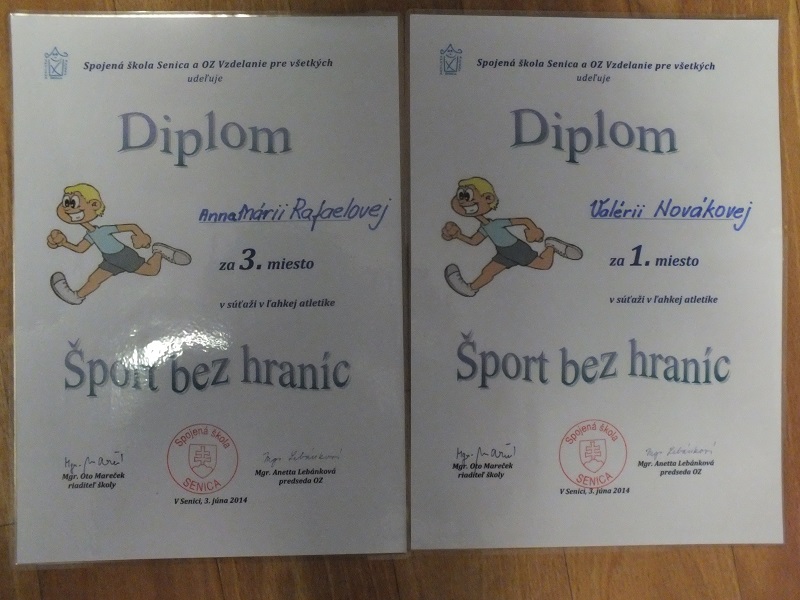 Spojená škola Senica a OZ Vzdelanie pre všetkých
udeľuje
Diplom
AnneMárii Rafaelovej
za 3. miesto
v súťaži v ľahkej atletike
Šport bez hraníc
Mgr. Oto Mareček
riaditeľ školy
Spojená škola
SENICA
Mgr. Anetta Lebánková
predseda OZ
V Senici, 3. júna 2014
Spojená škola Senica a OZ Vzdelanie pre všetkých
udeľuje
Diplom
Valérii Novákovej
za 1. miesto
v súťaži v ľahkej atletike
Šport bez hraníc
Mgr. Oto Mareček
riaditeľ školy
Spojená škola
SENICA
Mgr. Anetta Lebánková
predseda OZ
V Senici, 3. júna 2014